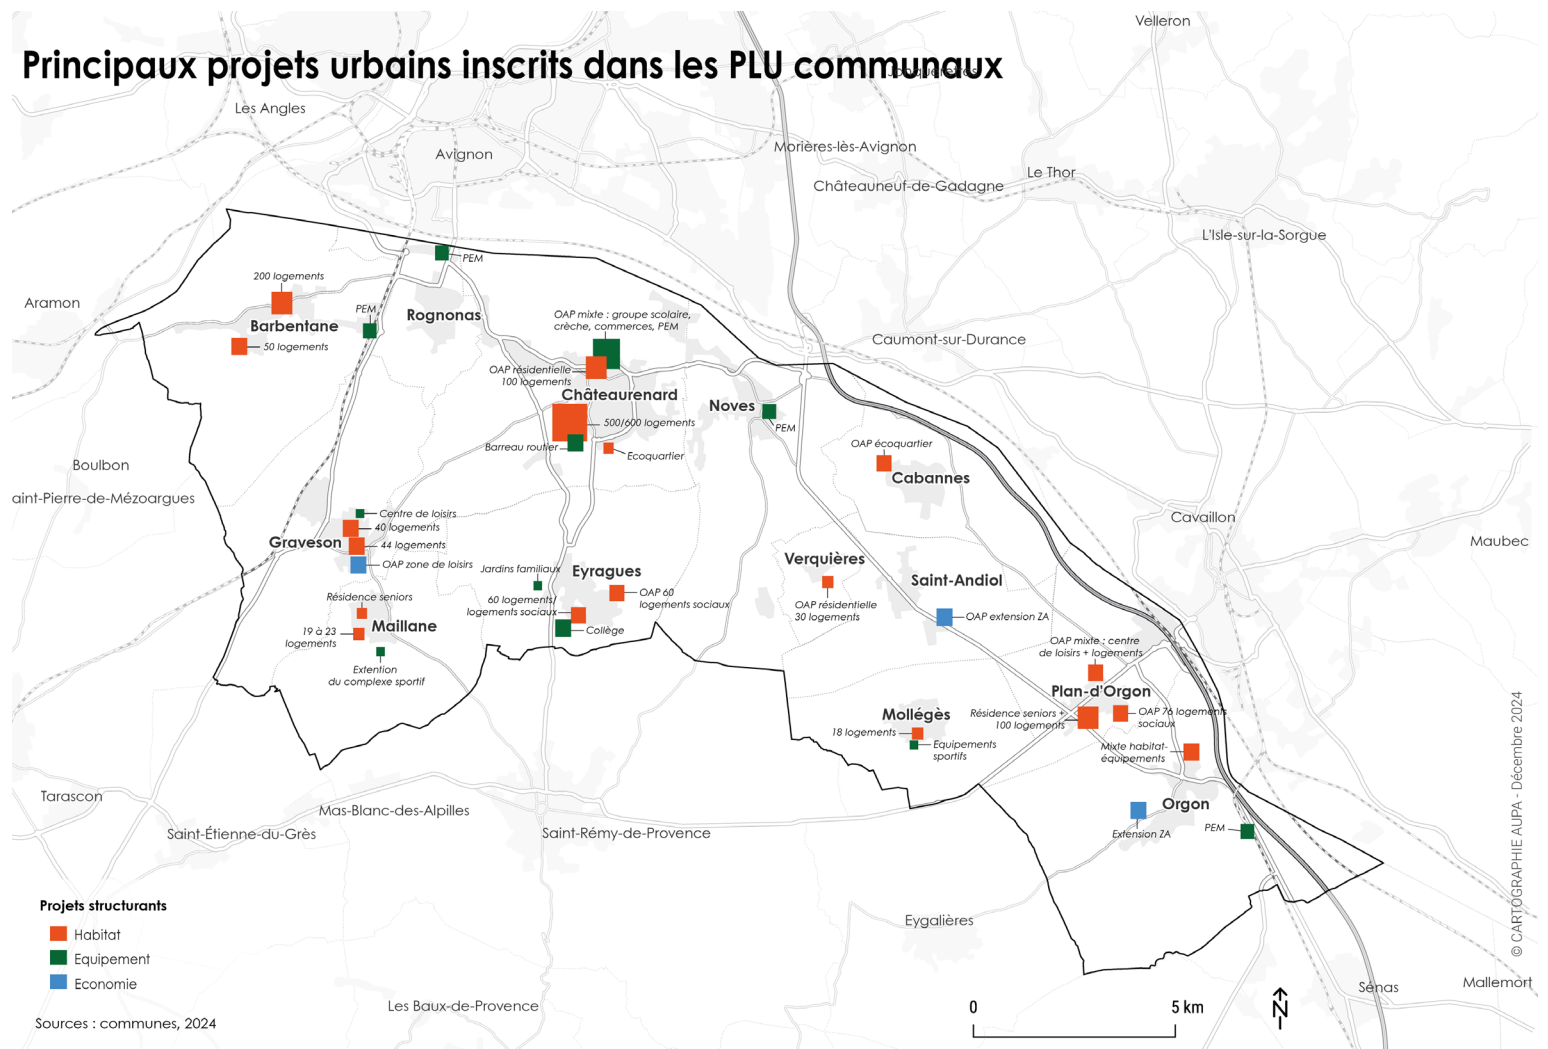 Principaux projets urbains inscrits dans les PLU communaux
Velleron
Jonquerettes
Les Angles
Avignon
Morières-lès-Avignon
Le Thor
Châteauneuf-de-Gadagne
L'Isle-sur-la-Sorgue
PEM
200 logements
Aramon
PEM
Rognonas
Barbentane
50 logements
OAP mixte : groupe scolaire,
crèche, commerces, PEM
Caumont-sur-Durance
OAP résidentielle
100 logements
Châteaurenard
Noves
500/600 logements
PEM
Barreau routier
Ecoquartier
OAP écoquartier
Cabannes
Boulbon
aint-Pierre-de-Mézoargues
Centre de loisirs
40 logements
Graveson
44 logements
OAP zone de loisirs
Cavaillon
Maubec
Jardins familiaux
Eyragues
Verquières
Saint-Andiol
Résidence seniors
60 logements/
logements sociaux
OAP 60
logements sociaux
OAP résidentielle
30 logements
OAP extension ZA
Maillane
19 à 23
logements
Collège
OAP mixte : centre
de loisirs + logements
Extention
du complexe sportif
Plan-d'Orgon
Mollégès
Résidence seniors +
100 logements
OAP 76 logements
sociaux
18 logements
Equipements
sportifs
Mixte habitat-
équipements
Tarascon
Mas-Blanc-des-Alpilles
Orgon
Saint-Étienne-du-Grès
Saint-Rémy-de-Provence
Extension ZA
PEM
© CARTOGRAPHIE AUPA - Décembre 2024
Projets structurants
Habitat
Equipement
Economie
Eygalières
Sénas
Mallemort
Les Baux-de-Provence
0
5 km
N
Sources : communes, 2024